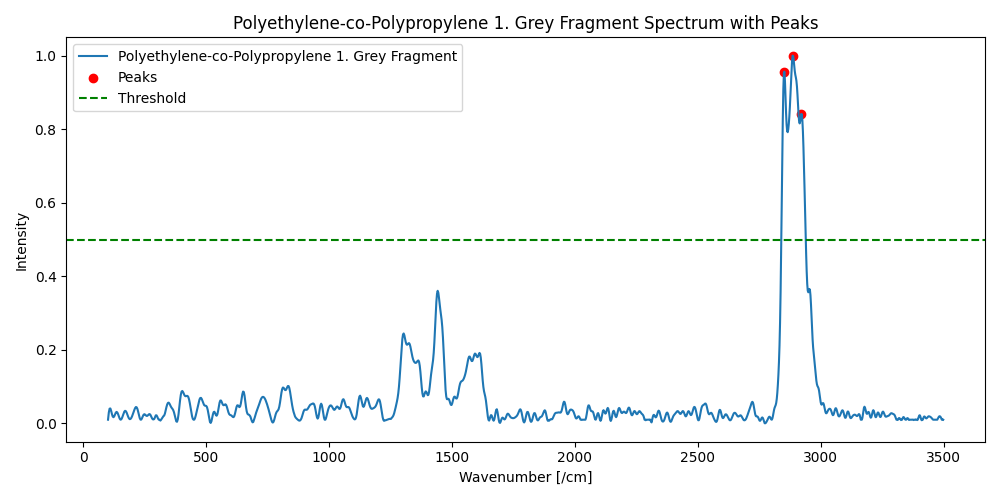 Polyethylene-co-Polypropylene 1. Grey Fragment Spectrum with Peaks
Polyethylene-co-Polypropylene 1. Grey Fragment
Peaks
Threshold
Intensity
1.0
0.8
0.6
0.4
0.2
0.0
0 500 1000 1500 2000 2500 3000 3500
Wavenumber [/cm]